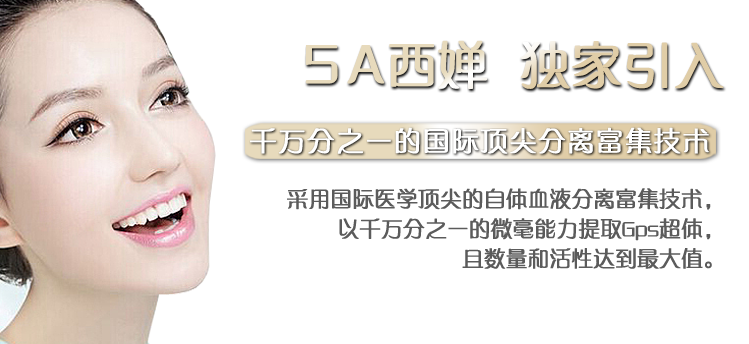 5A西婵 独家引入
千万分之一的国际顶尖分离富集技术
采用国际医学顶尖的自体血液分离富集技术，
以千万分之一的微毫能力提取Gps超体，
且数量和活性达到最大值。